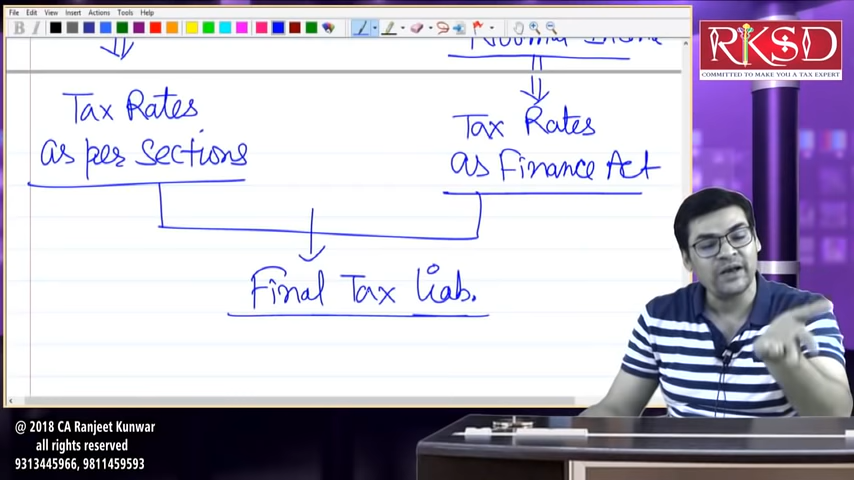 File Edit View Insert Actions Tools Help
RKSD
COMMITTED TO MAKE YOU A TAX EXPERT
Tax Rates
as per sections
Tax Rates
as Finance Act
Final Tax liab.
@ 2018 CA Ranjeet Kunwar
all rights reserved
9313445966, 9811459593